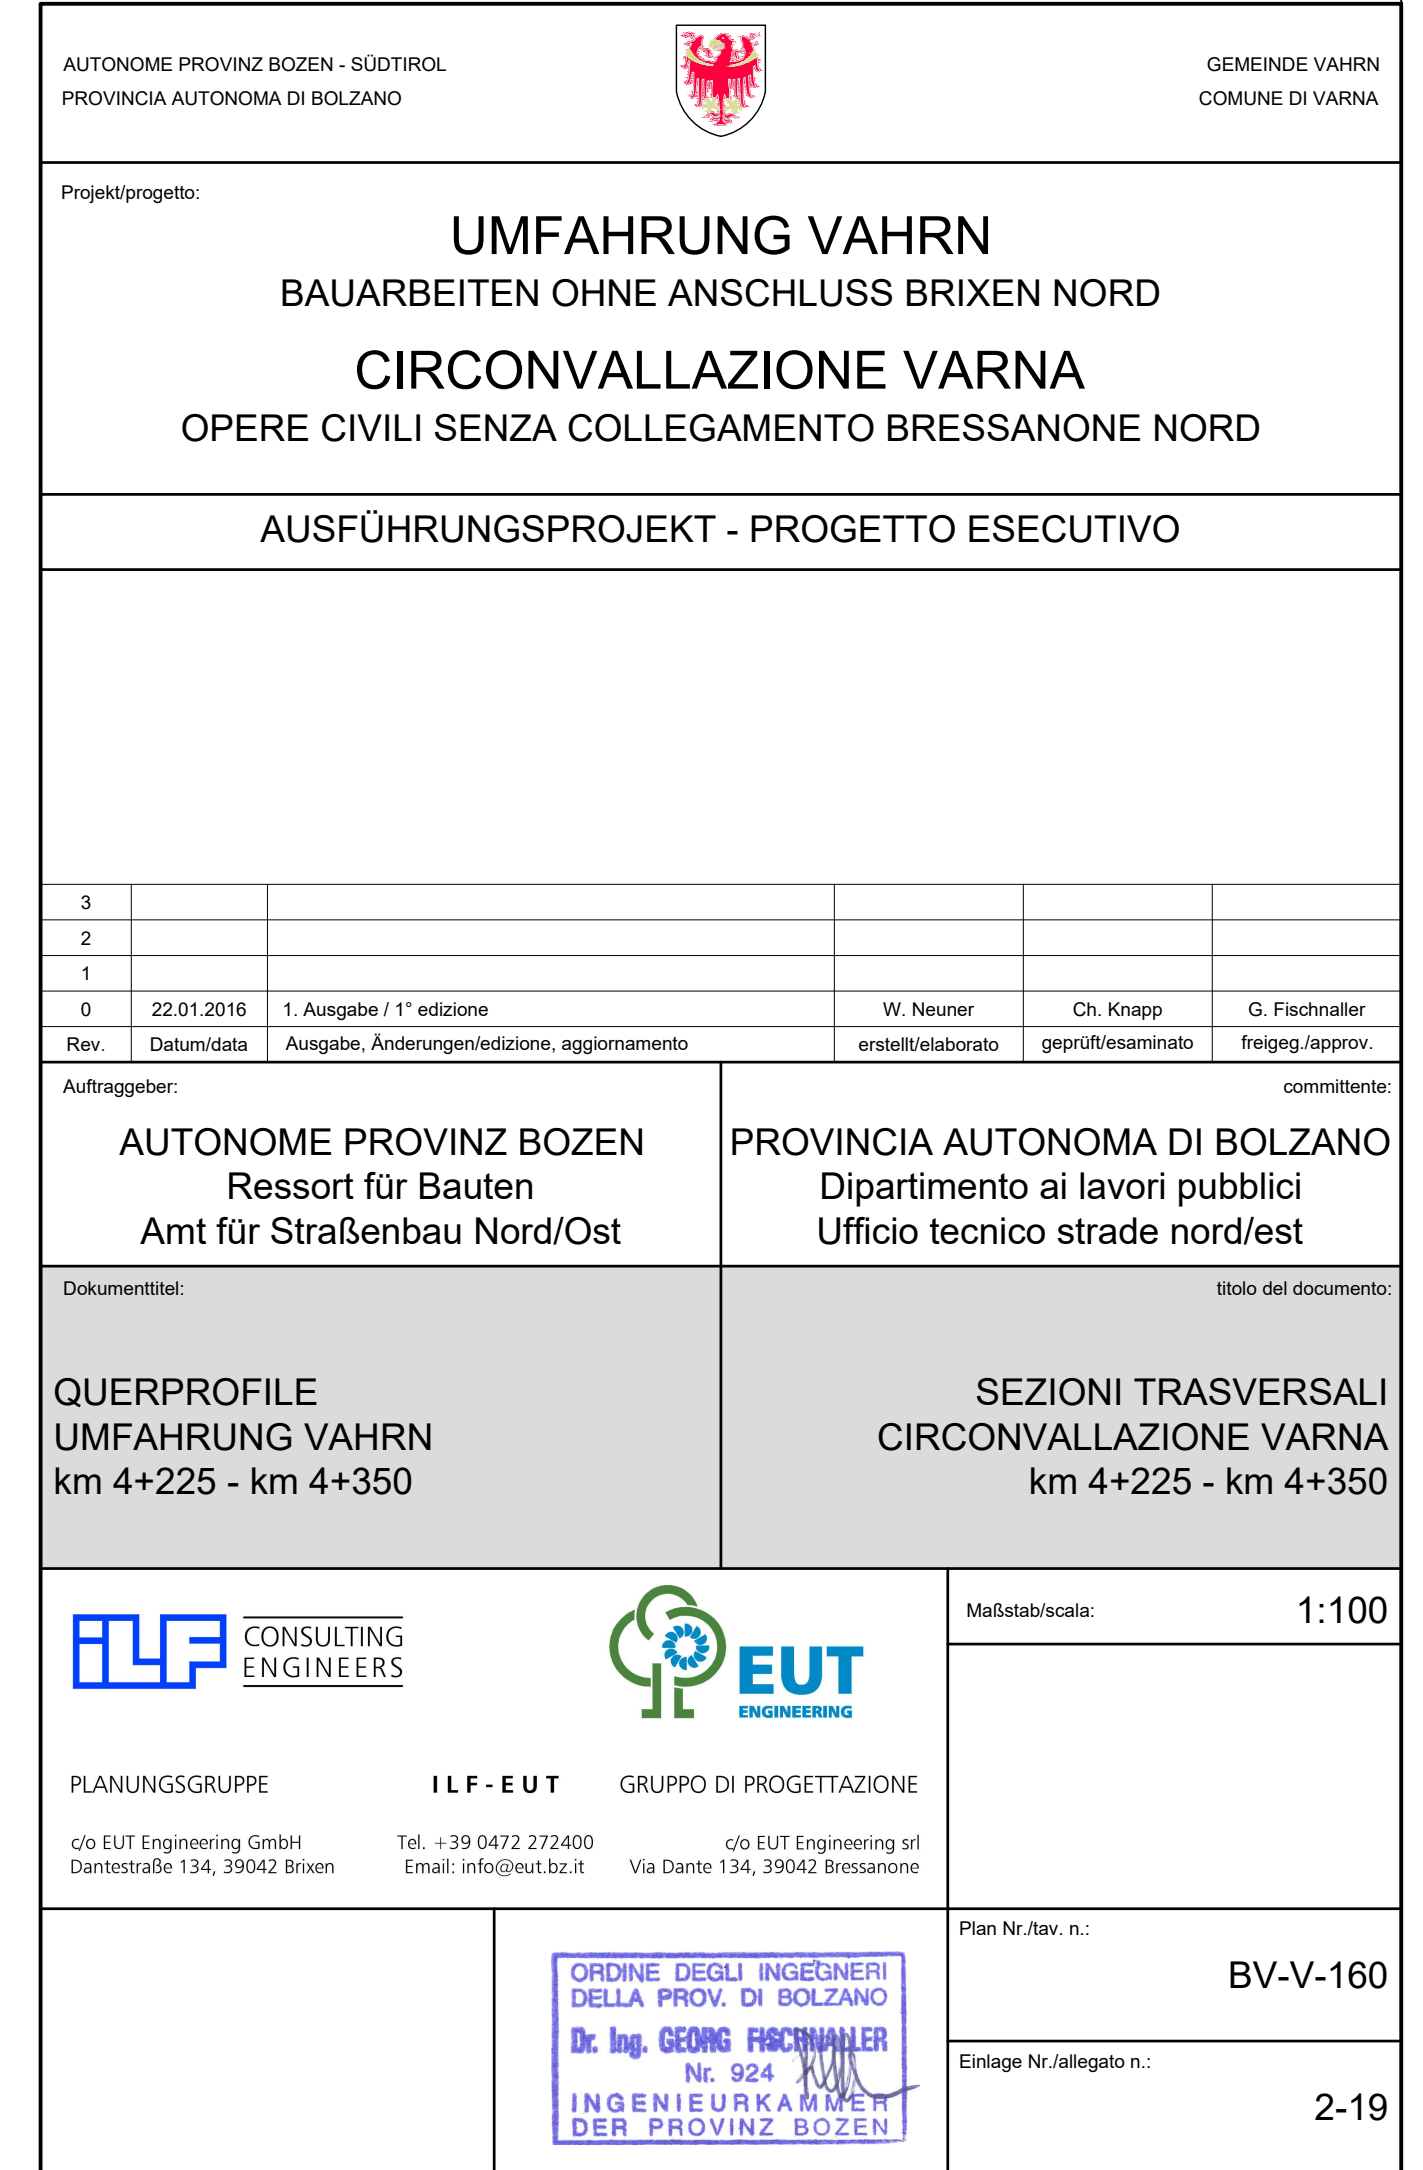 AUTONOME PROVINZ BOZEN - SÜDTIROL
PROVINCIA AUTONOMA DI BOLZANO
GEMEINDE VAHRN
COMUNE DI VARNA
Projekt/progetto:
UMFAHRUNG VAHRN
BAUARBEITEN OHNE ANSCHLUSS BRIXEN NORD
CIRCONVALLAZIONE VARNA
OPERE CIVILI SENZA COLLEGAMENTO BRESSANONE NORD
AUSFÜHRUNGSPROJEKT - PROGETTO ESECUTIVO
3
2
1
0 22.01.2016 1. Ausgabe / 1° edizione W. Neuner Ch. Knapp G. Fischnaller
Rev. Datum/data Ausgabe, Änderungen/edizione, aggiornamento erstellt/elaborato geprüft/esaminato freigeg./approv.
Auftraggeber:
AUTONOME PROVINZ BOZEN
Ressort für Bauten
Amt für Straßenbau Nord/Ost
committente:
PROVINCIA AUTONOMA DI BOLZANO
Dipartimento ai lavori pubblici
Ufficio tecnico strade nord/est
Dokumenttitel:
QUERPROFILE
UMFAHRUNG VAHRN
km 4+225 - km 4+350
titolo del documento:
SEZIONI TRASVERSALI
CIRCONVALLAZIONE VARNA
km 4+225 - km 4+350
iLF CONSULTING
ENGINEERS
EUT
ENGINEERING
Maßstab/scala: 1:100
PLANUNGSGRUPPE ILF-EUT GRUPPO DI PROGETTAZIONE
c/o EUT Engineering GmbH Tel. +39 0472 272400 c/o EUT Engineering srl
Dantestraße 134, 39042 Brixen Email: info@eut.bz.it Via Dante 134, 39042 Bressanone
ORDINE DEGLI INGEGNERI
DELLA PROV. DI BOLZANO
Dr. Ing. GEORG FISCHNALLER
Nr. 924
INGENIEURKAMMER
DER PROVINZ BOZEN
Plan Nr./tav. n.:
BV-V-160
Einlage Nr./allegato n.:
2-19